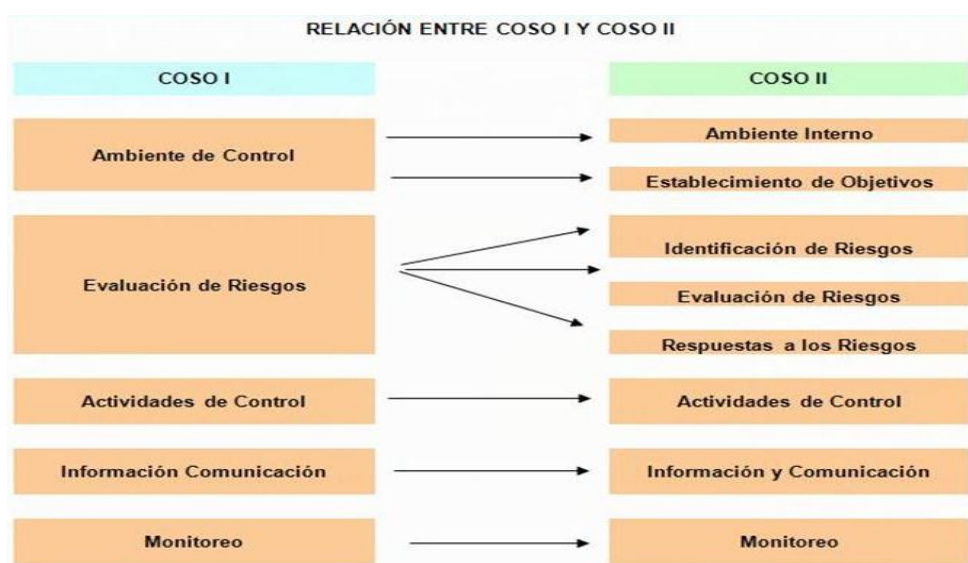 RELACIÓN ENTRE COSO I Y COSO II
COSO I
COSO II
Ambiente de Control
Ambiente Interno
Establecimiento de Objetivos
Evaluación de Riesgos
Identificación de Riesgos
Evaluación de Riesgos
Respuestas a los Riesgos
Actividades de Control
Actividades de Control
Información Comunicación
Información y Comunicación
Monitoreo
Monitoreo